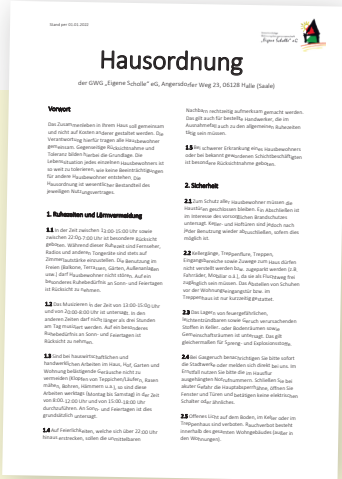 Stand per 01.01.2022
„Eigene Scholle“ eG
Hausordnung
der GWG „Eigene Scholle“ eG, Angersdorfer Weg 23, 06128 Halle (Saale)
Vorwort
Das Zusammenleben in Ihrem Haus soll gemeinsam
und nicht auf Kosten anderer gestaltet werden. Die
Verantwortung hierfür tragen alle Hausbewohner
gemeinsam. Gegenseitige Rücksichtnahme und
Toleranz bilden hierbei die Grundlage. Die
Lebenssituation jedes einzelnen Hausbewohners ist
so weit zu tolerieren, wie keine Beeinträchtigungen
für andere Hausbewohner entstehen. Die
Hausordnung ist wesentlicher Bestandteil des
jeweiligen Nutzungsvertrages.
1. Ruhezeiten und Lärmvermeidung
1.1 In der Zeit zwischen 13:00-15:00 Uhr sowie
zwischen 22:00-7:00 Uhr ist besondere Rücksicht
geboten. Während dieser Ruhezeit sind Fernseher,
Radios und andere Tongeräte sind stets auf
Zimmerlautstärke einzustellen. Die Benutzung im
Freien (Balkone, Terrassen, Gärten, Außenanlagen
usw.) darf Hausbewohner nicht stören. Auf ein
besonderes Ruhebedürfnis an Sonn- und Feiertagen
ist Rücksicht zu nehmen.
1.2 Das Musizieren in der Zeit von 13:00-15:00 Uhr
und von 20:00-8:00 Uhr ist untersagt. In den
anderen Zeiten darf nicht länger als drei Stunden
am Tag musiziert werden. Auf ein besonderes
Ruhebedürfnis an Sonn- und Feiertagen ist
Rücksicht zu nehmen.
1.3 Sind bei hauswirtschaftlichen und
handwerklichen Arbeiten im Haus, Hof, Garten und
Wohnung belästigende Geräusche nicht zu
vermeiden (Klopfen von Teppichen/Läufern, Rasen
mähen, Bohren, Hämmern u.a.), so sind diese
Arbeiten werktags (Montag bis Samstag) in der Zeit
von 8:00-12:00 Uhr und von 15:00-18:00 Uhr
durchzuführen. An Sonn- und Feiertagen ist dies
grundsätzlich untersagt.
1.4 Auf Feierlichkeiten, welche sich über 22:00 Uhr
hinaus erstrecken, sollen die unmittelbaren
Nachbarn rechtzeitig aufmerksam gemacht werden.
Das gilt auch für bestellte Handwerker, die im
Ausnahmefall auch zu den allgemeinen Ruhezeiten
tätig sein müssen.
1.5 Bei schwerer Erkrankung eines Hausbewohners
oder bei bekannt gewordenen Schichtbeschäftigten
ist besondere Rücksichtnahme geboten.
2. Sicherheit
2.1 Zum Schutz aller Hausbewohner müssen die
Haustüren geschlossen bleiben. Ein Abschließen ist
im Interesse des vorsorglichen Brandschutzes
untersagt. Keller- und Hoftüren sind jedoch nach
jeder Benutzung wieder abzuschließen, sofern dies
möglich ist.
2.2 Kellergänge, Treppenflure, Treppen,
Eingangsbereiche sowie Zuwege zum Haus dürfen
nicht verstellt werden bzw. zugeparkt werden (z.B.
Fahrräder, Mobiliar o.ä.), da sie als Fluchtweg frei
zugänglich sein müssen. Das Abstellen von Schuhen
vor der Wohnungseingangstür bzw. im
Treppenhaus ist nur kurzzeitig gestattet.
2.3 Das Lagern von feuergefährlichen,
leichtentzündbaren sowie Geruch verursachenden
Stoffen in Keller- oder Bodenräumen sowie
Gemeinschaftsräumen ist untersagt. Das gilt
gleichermaßen für Spreng- und Explosionsstoffe.
2.4 Bei Gasgeruch benachrichtigen Sie bitte sofort
die Stadtwerke oder melden sich direkt bei uns. Im
Ernstfall nutzen Sie bitte die im Hausflur
ausgehängten Notrufnummern. Schließen Sie bei
akuter Gefahr die Hauptabsperrhähne, öffnen Sie
Fenster und Türen und betätigen keine elektrischen
Schalter oder ähnliches.
2.5 Offenes Licht auf dem Boden, im Keller oder im
Treppenhaus sind verboten. Rauchverbot besteht
innerhalb des gesamten Wohngebäudes (außer in
den Wohnungen).